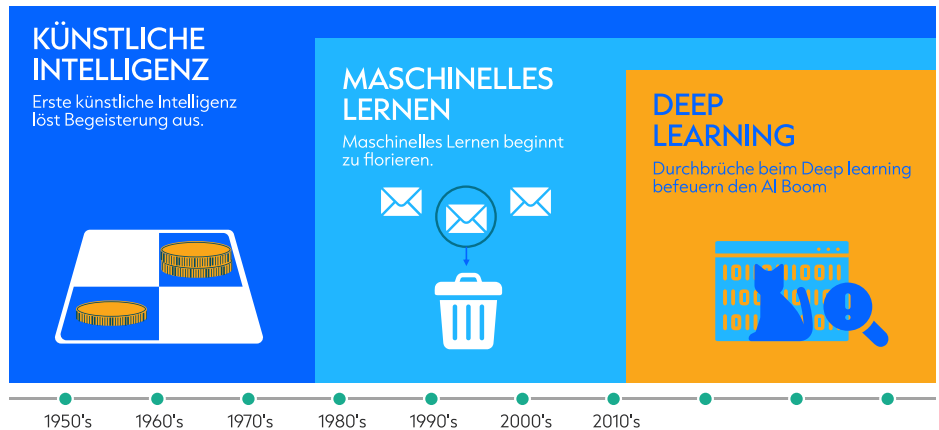 KÜNSTLICHE
INTELLIGENZ
Erste künstliche Intelligenz
löst Begeisterung aus.
MASCHINELLES
LERNEN
Maschinelles Lernen beginnt
zu florieren.
DEEP
LEARNING
Durchbrüche beim Deep learning
befeuern den AI Boom
1950's 1960's 1970's 1980's 1990's 2000's 2010's